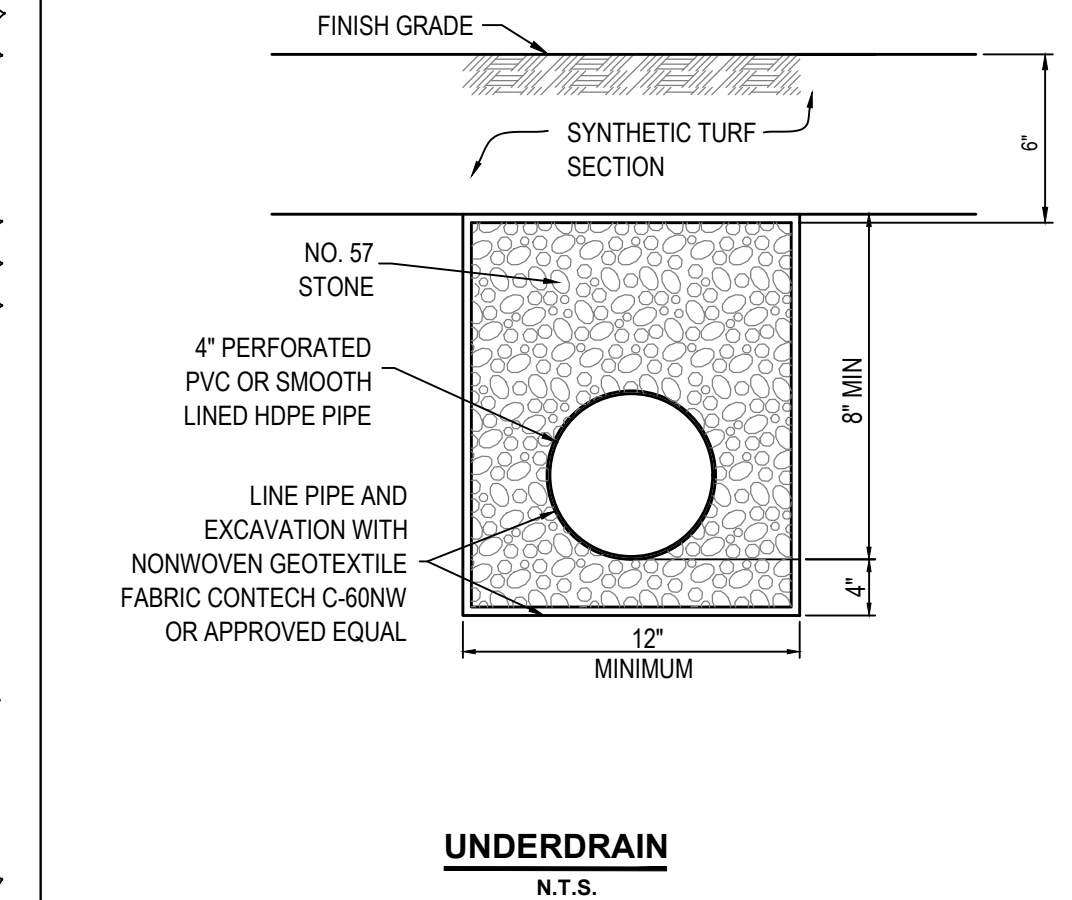 FINISH GRADE
SYNTHETIC TURF
SECTION
6"
NO. 57
STONE
4" PERFORATED
PVC OR SMOOTH
LINED HDPE PIPE
8" MIN
LINE PIPE AND
EXCAVATION WITH
NONWOVEN GEOTEXTILE
FABRIC CONTECH C-60NW
OR APPROVED EQUAL
4"
12"
MINIMUM
UNDERDRAIN
N.T.S.